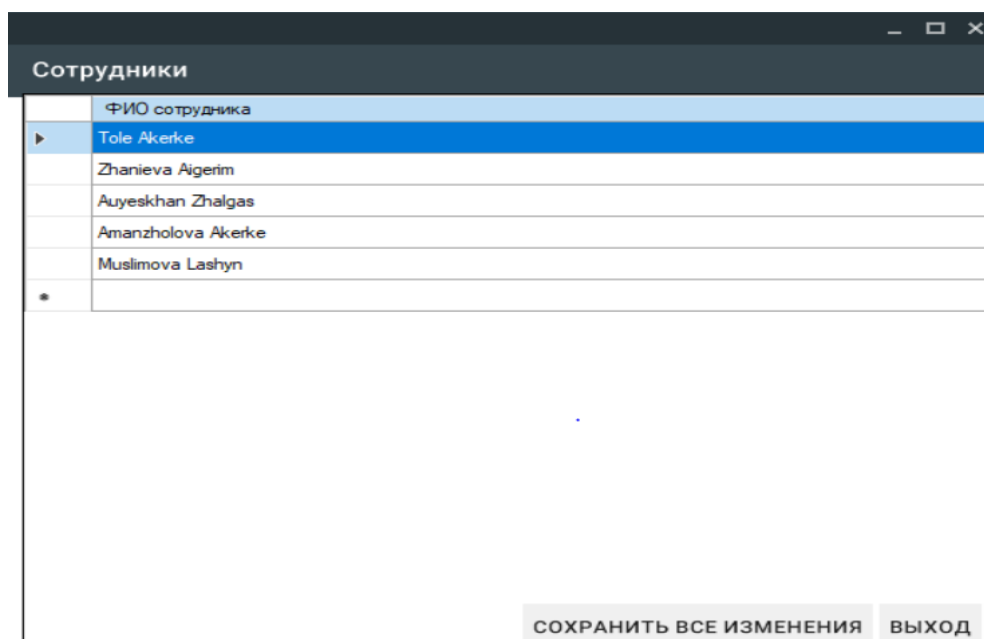 Сотрудники
ФИО сотрудника
Tole Akerke
Zhanieva Aigerim
Auyeskhan Zhalgas
Amanzholova Akerke
Muslimova Lashyn
СОХРАНИТЬ ВСЕ ИЗМЕНЕНИЯ ВЫХОД